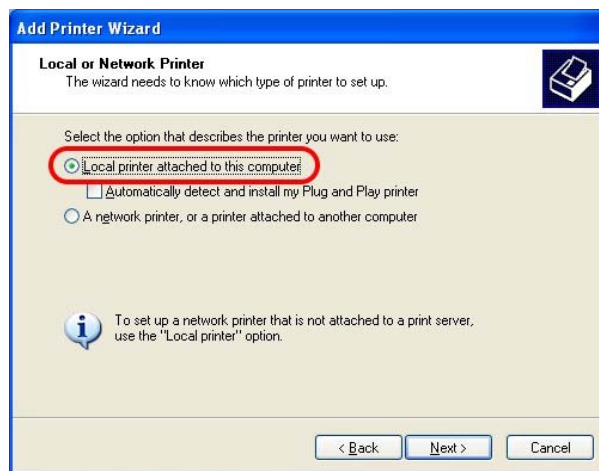 Add Printer Wizard
Local or Network Printer
The wizard needs to know which type of printer to set up.
Select the option that describes the printer you want to use:
Local printer attached to this computer
Automatically detect and install my Plug and Play printer
A network printer, or a printer attached to another computer
To set up a network printer that is not attached to a print server,
use the "Local printer" option.
< Back
Next >
Cancel